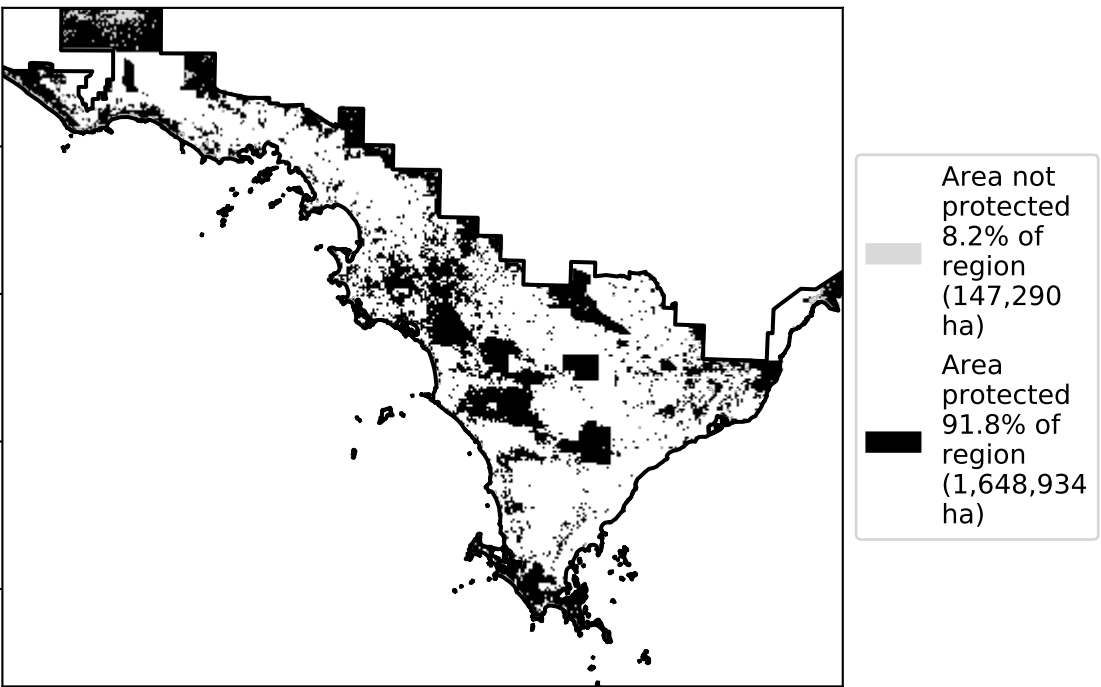 Area not
protected
8.2% of
region
(147,290
ha)
Area
protected
91.8% of
region
(1,648,934
ha)